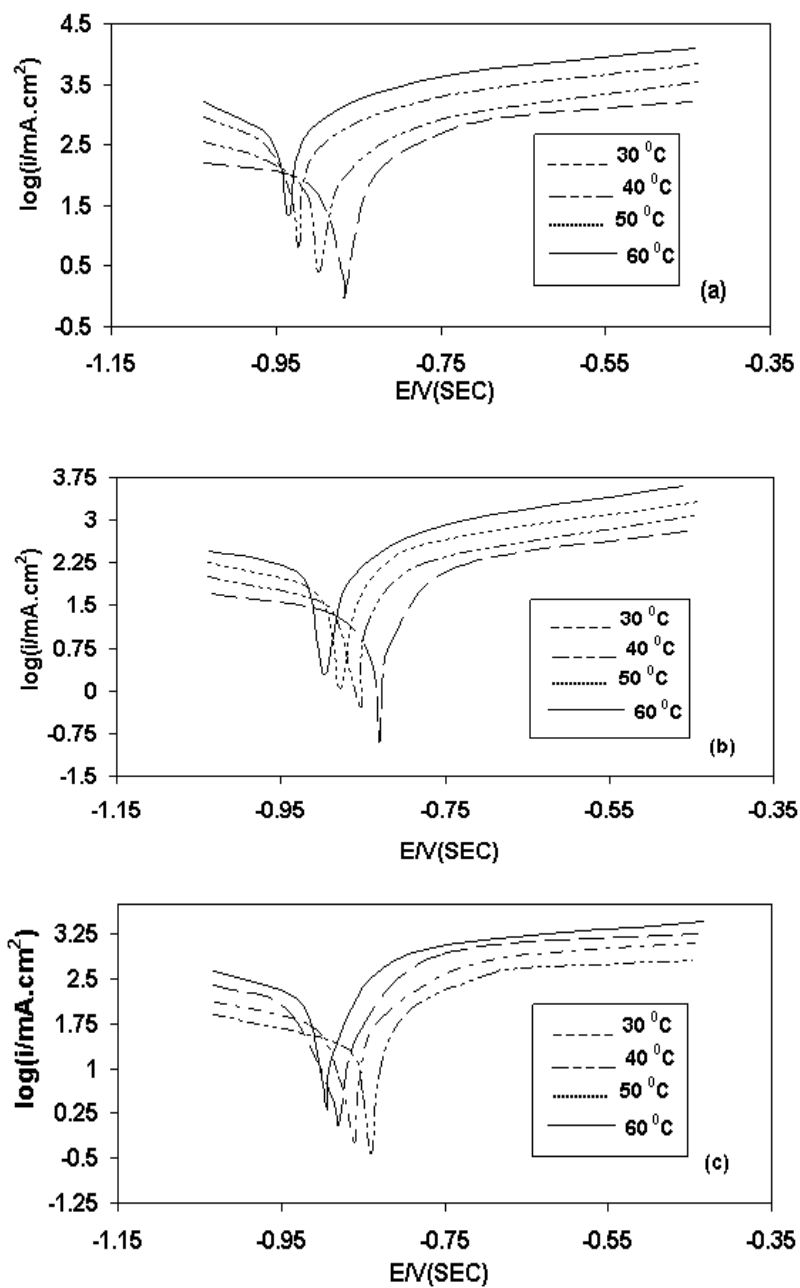 4.5
3.5
2.5
1.5
0.5
-0.5
log(i/mA.cm²)
30 ⁰C
40 ⁰C
50 ⁰C
60 ⁰C
(a)
-1.15 -0.95 -0.75 -0.55 -0.35
E/V(SEC)
3.75
3
2.25
1.5
0.75
0
-0.75
-1.5
log(i/mA.cm²)
30 ⁰C
40 ⁰C
50 ⁰C
60 ⁰C
(b)
-1.15 -0.95 -0.75 -0.55 -0.35
E/V(SEC)
3.25
2.5
1.75
1
0.25
-0.5
-1.25
log(i/mA.cm²)
30 ⁰C
40 ⁰C
50 ⁰C
60 ⁰C
(c)
-1.15 -0.95 -0.75 -0.55 -0.35
E/V(SEC)